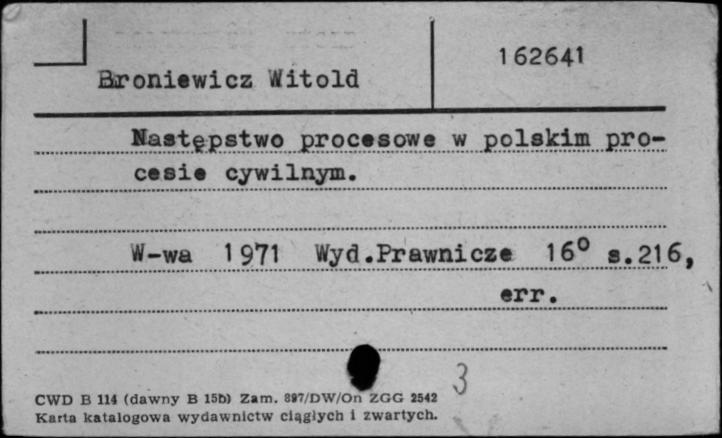 162641
Broniewicz Witold
Następstwo procesowe w polskim pro-
cesie cywilnym.
W-wa 1971 Wyd.Prawnicze 16° s.216,
err.
3
CWD B 114 (dawny B 15b) Zam. 897/DW/On ZGG 2542
Karta katalogowa wydawnictw ciągłych i zwartych.